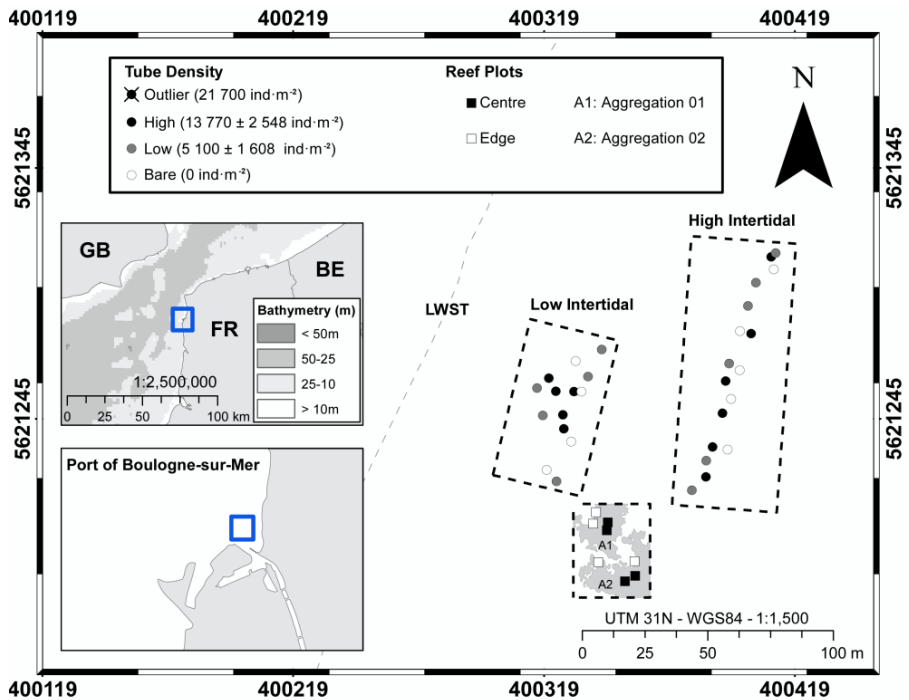 400119 400219 400319 400419
Tube Density
Outlier (21 700 ind·m⁻²)
High (13 770 ± 2 548 ind·m⁻²)
Low (5 100 ± 1 608 ind·m⁻²)
Bare (0 ind·m⁻²)
Reef Plots
Centre
A1: Aggregation 01
Edge
A2: Aggregation 02
N
5621345
5621345
High Intertidal
GB
BE
FR
Bathymetry (m)
< 50m
50-25
25-10
> 10m
1:2,500,000
0 25 50 100 km
LWST
Low Intertidal
5621245
5621245
Port of Boulogne-sur-Mer
A1
A2
UTM 31N - WGS84 - 1:1,500
0 25 50 100 m
400119 400219 400319 400419